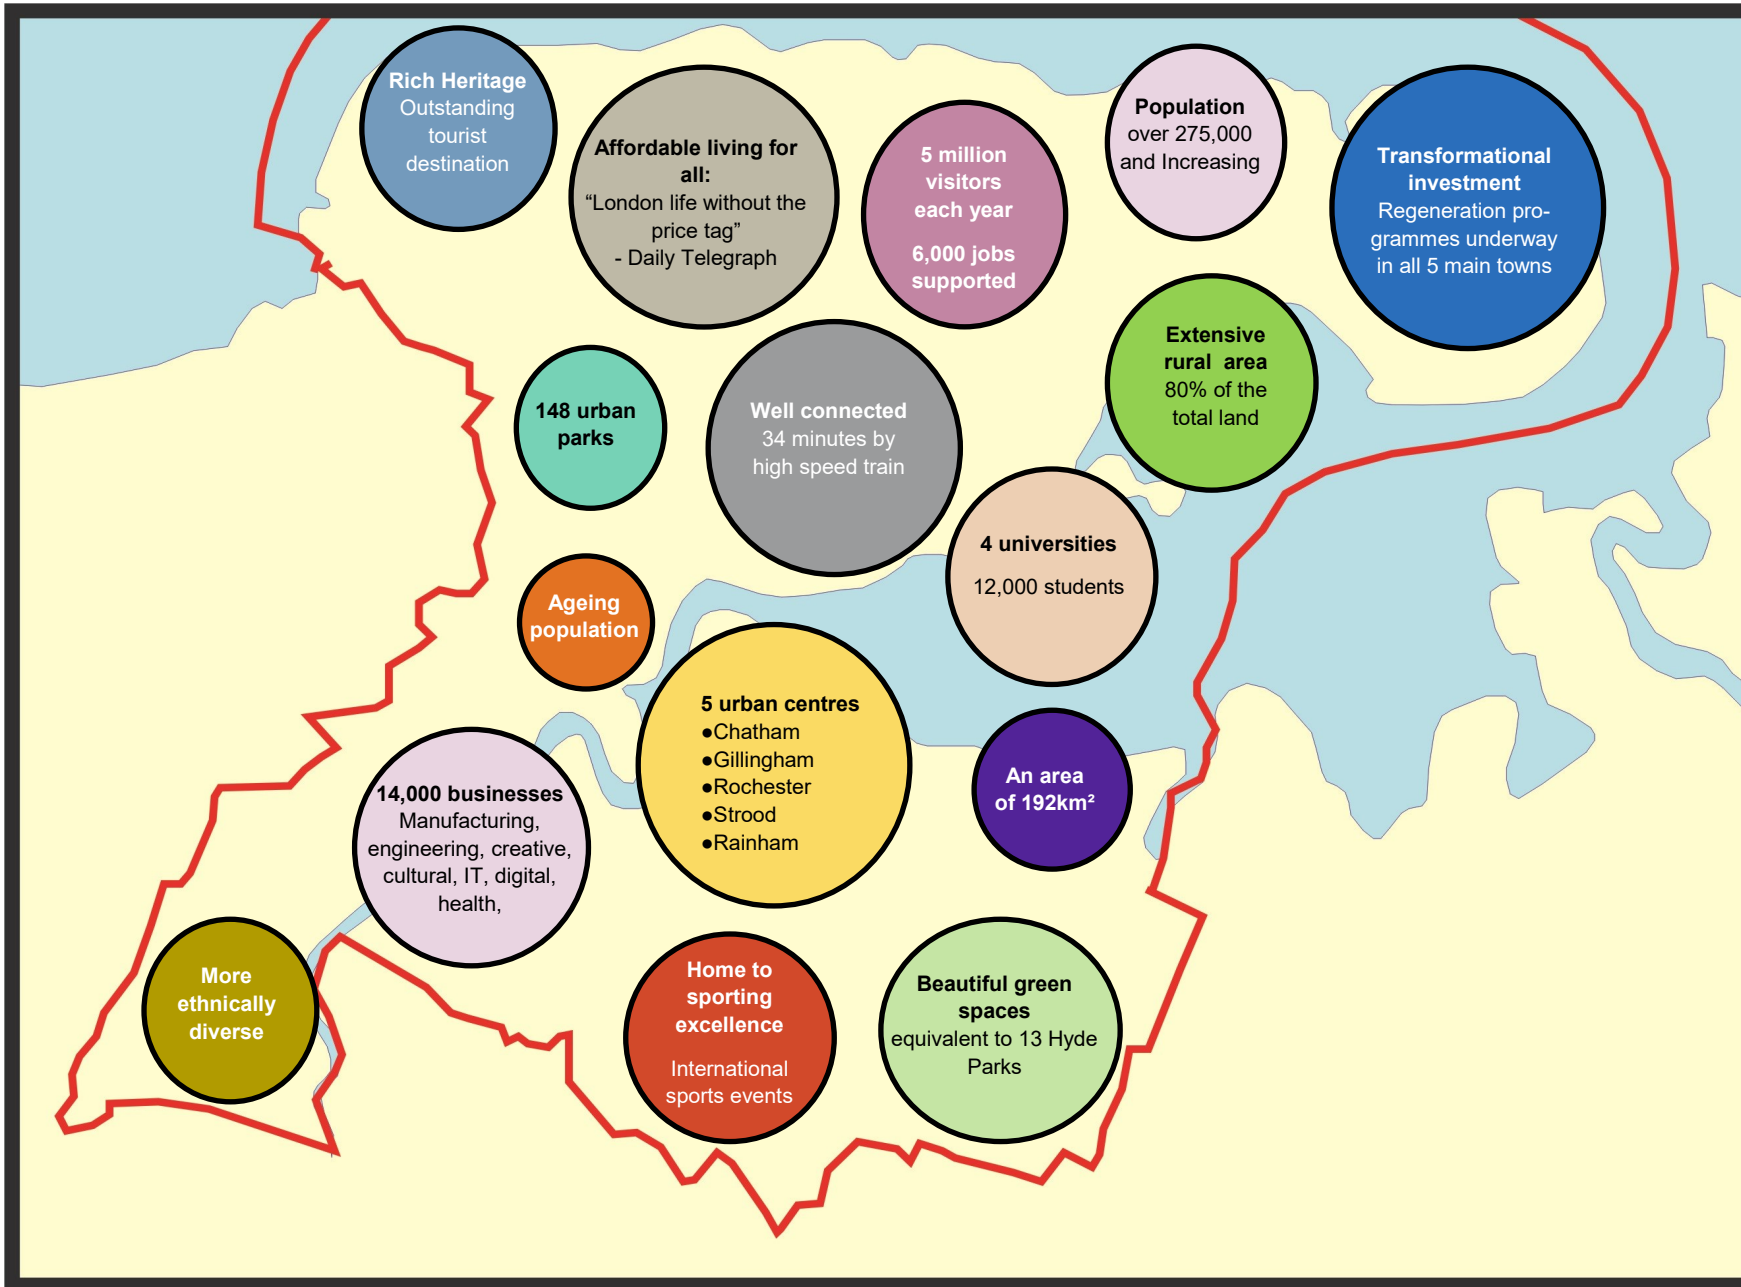 Rich Heritage
Outstanding
tourist
destination
Affordable living for
all:
“London life without the
price tag”
- Daily Telegraph
5 million
visitors
each year
6,000 jobs
supported
Population
over 275,000
and Increasing
Transformational
investment
Regeneration pro-
grammes underway
in all 5 main towns
148 urban
parks
Well connected
34 minutes by
high speed train
Extensive
rural area
80% of the
total land
4 universities
12,000 students
Ageing
population
5 urban centres
●Chatham
●Gillingham
●Rochester
●Strood
●Rainham
An area
of 192km²
14,000 businesses
Manufacturing,
engineering, creative,
cultural, IT, digital,
health,
More
ethnically
diverse
Home to
sporting
excellence
International
sports events
Beautiful green
spaces
equivalent to 13 Hyde
Parks